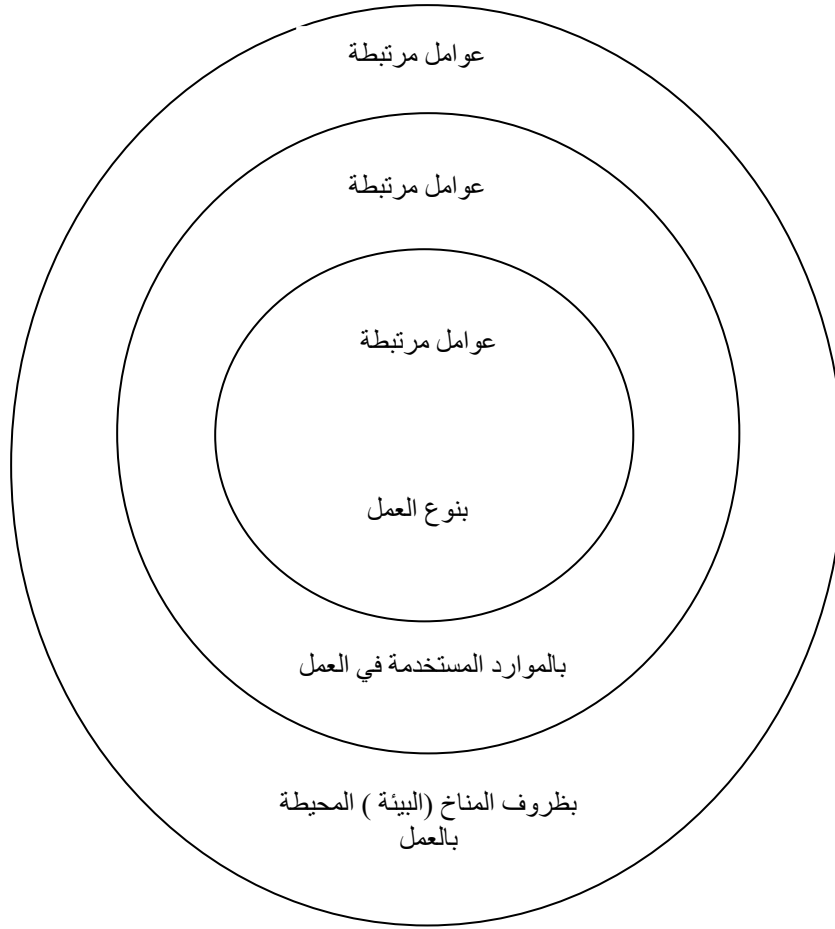 عوامل مرتبطة
عوامل مرتبطة
عوامل مرتبطة
بنوع العمل
بالموارد المستخدمة في العمل
بظروف المناخ (البيئة ) المحيطة
بالعمل